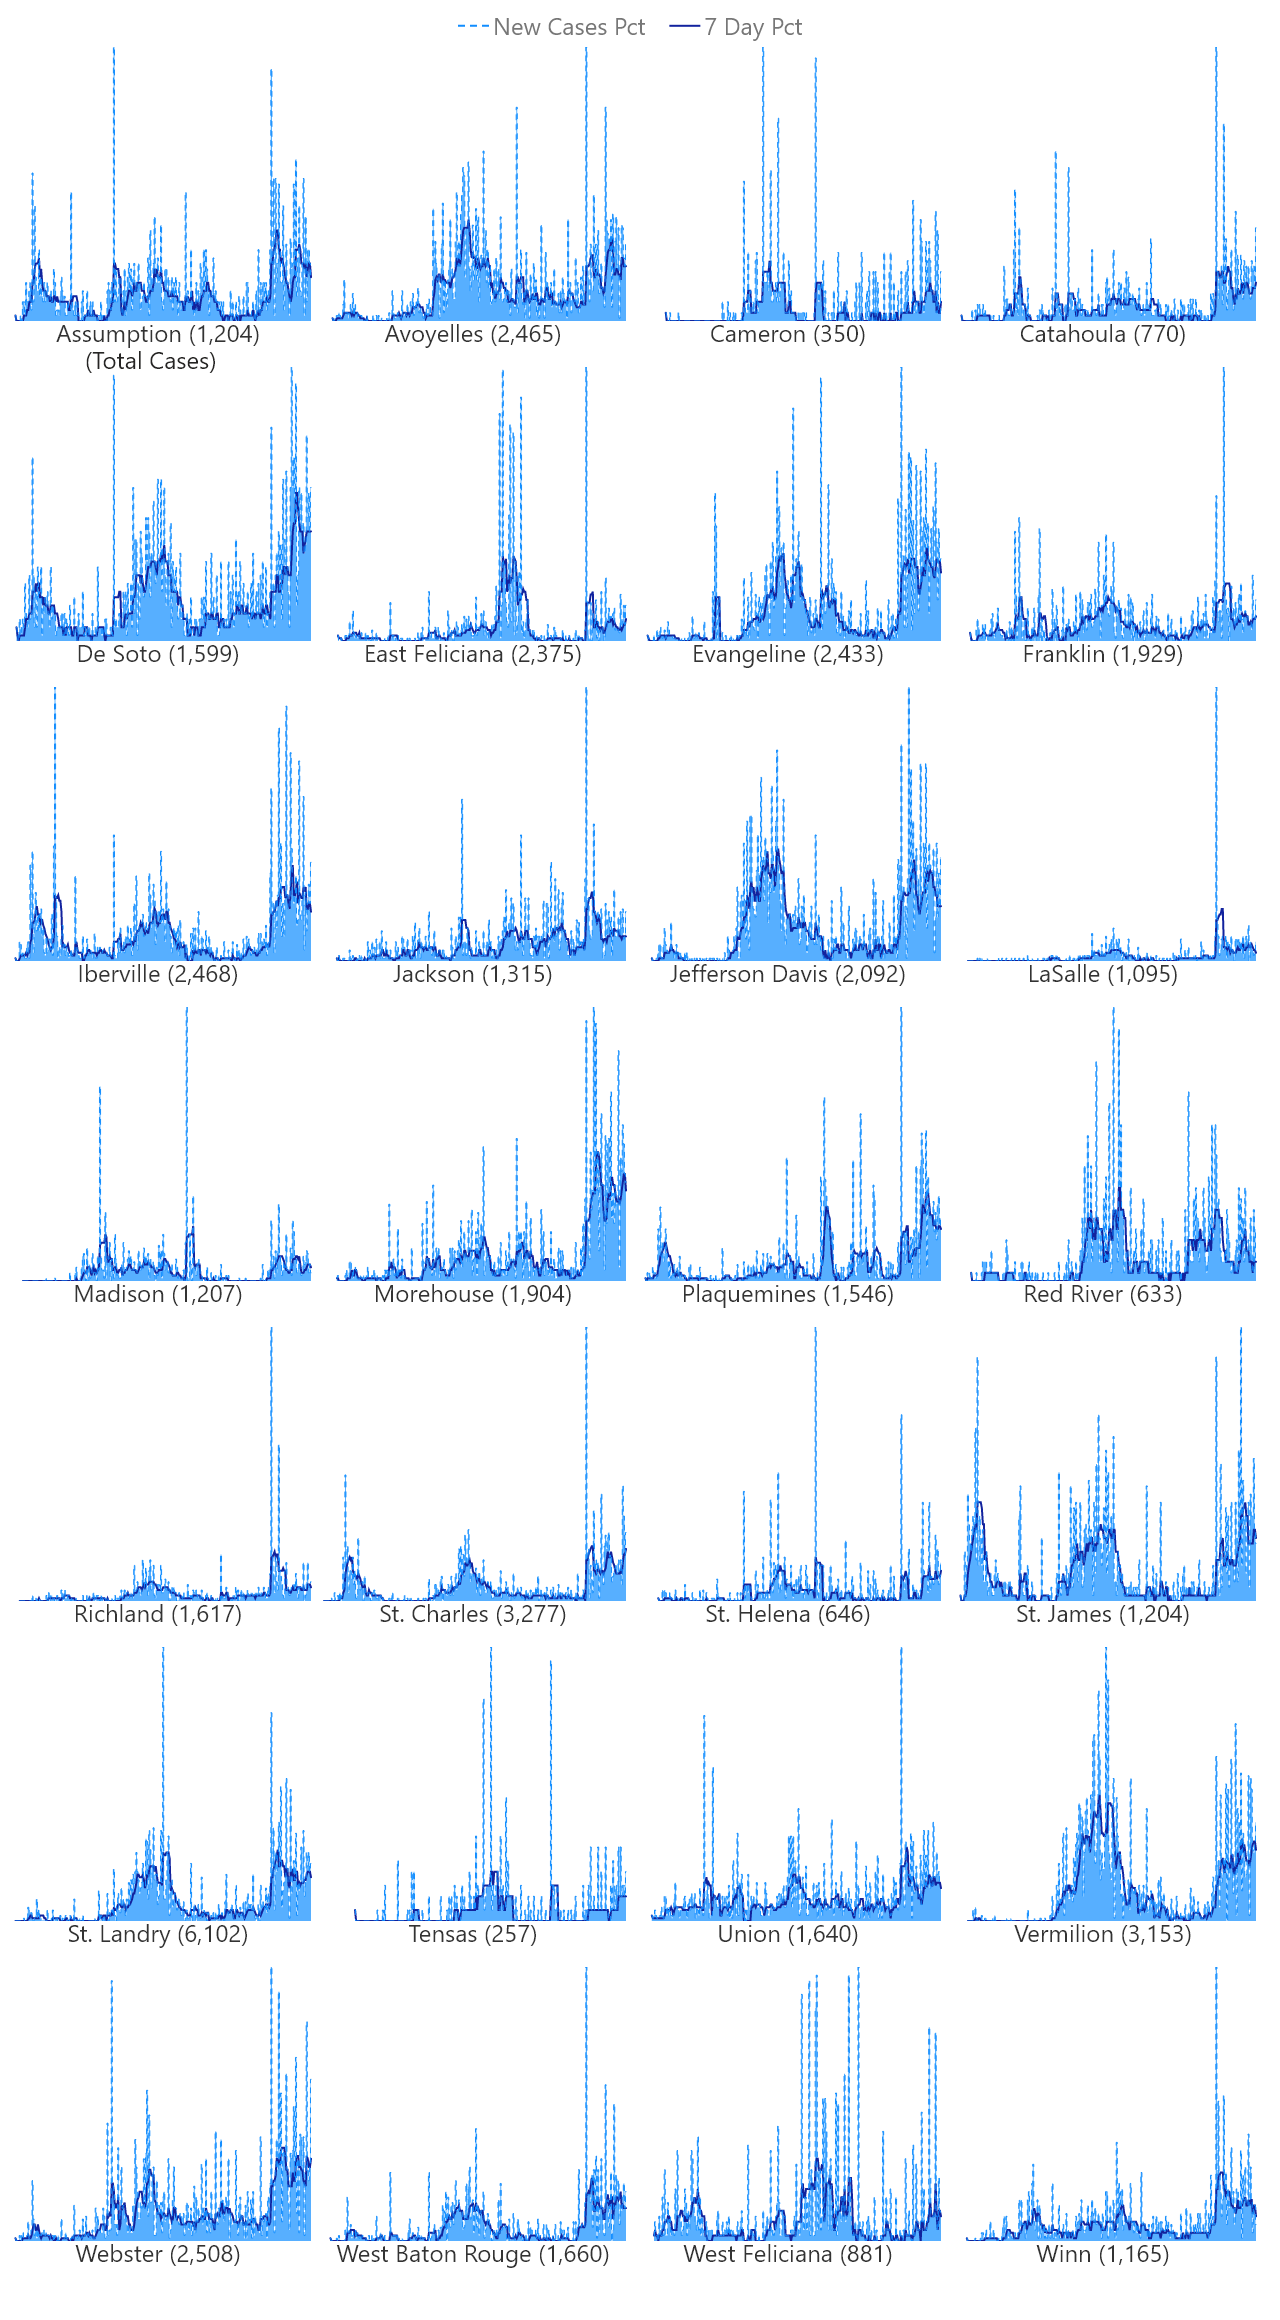 New Cases Pct 7 Day Pct
Assumption (1,204) Avoyelles (2,465) Cameron (350) Catahoula (770)
(Total Cases)
De Soto (1,599) East Feliciana (2,375) Evangeline (2,433) Franklin (1,929)
Iberville (2,468) Jackson (1,315) Jefferson Davis (2,092) LaSalle (1,095)
Madison (1,207) Morehouse (1,904) Plaquemines (1,546) Red River (633)
Richland (1,617) St. Charles (3,277) St. Helena (646) St. James (1,204)
St. Landry (6,102) Tensas (257) Union (1,640) Vermilion (3,153)
Webster (2,508) West Baton Rouge (1,660) West Feliciana (881) Winn (1,165)